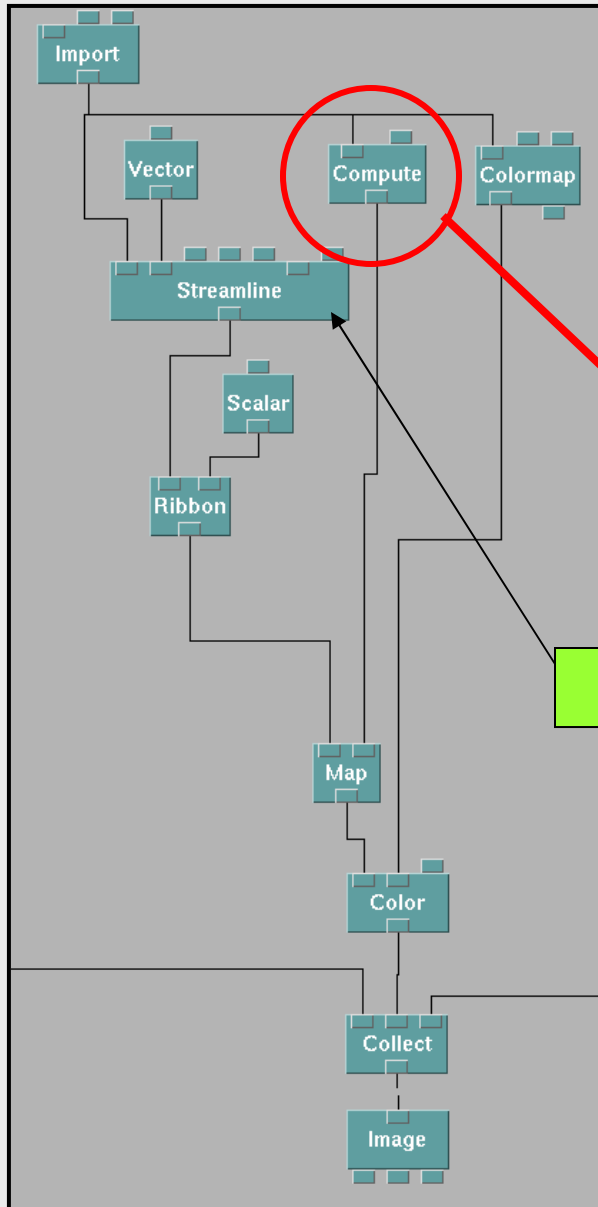 Import
Vector
Compute
Colormap
Streamline
Scalar
Ribbon
Map
Color
Collect
Image